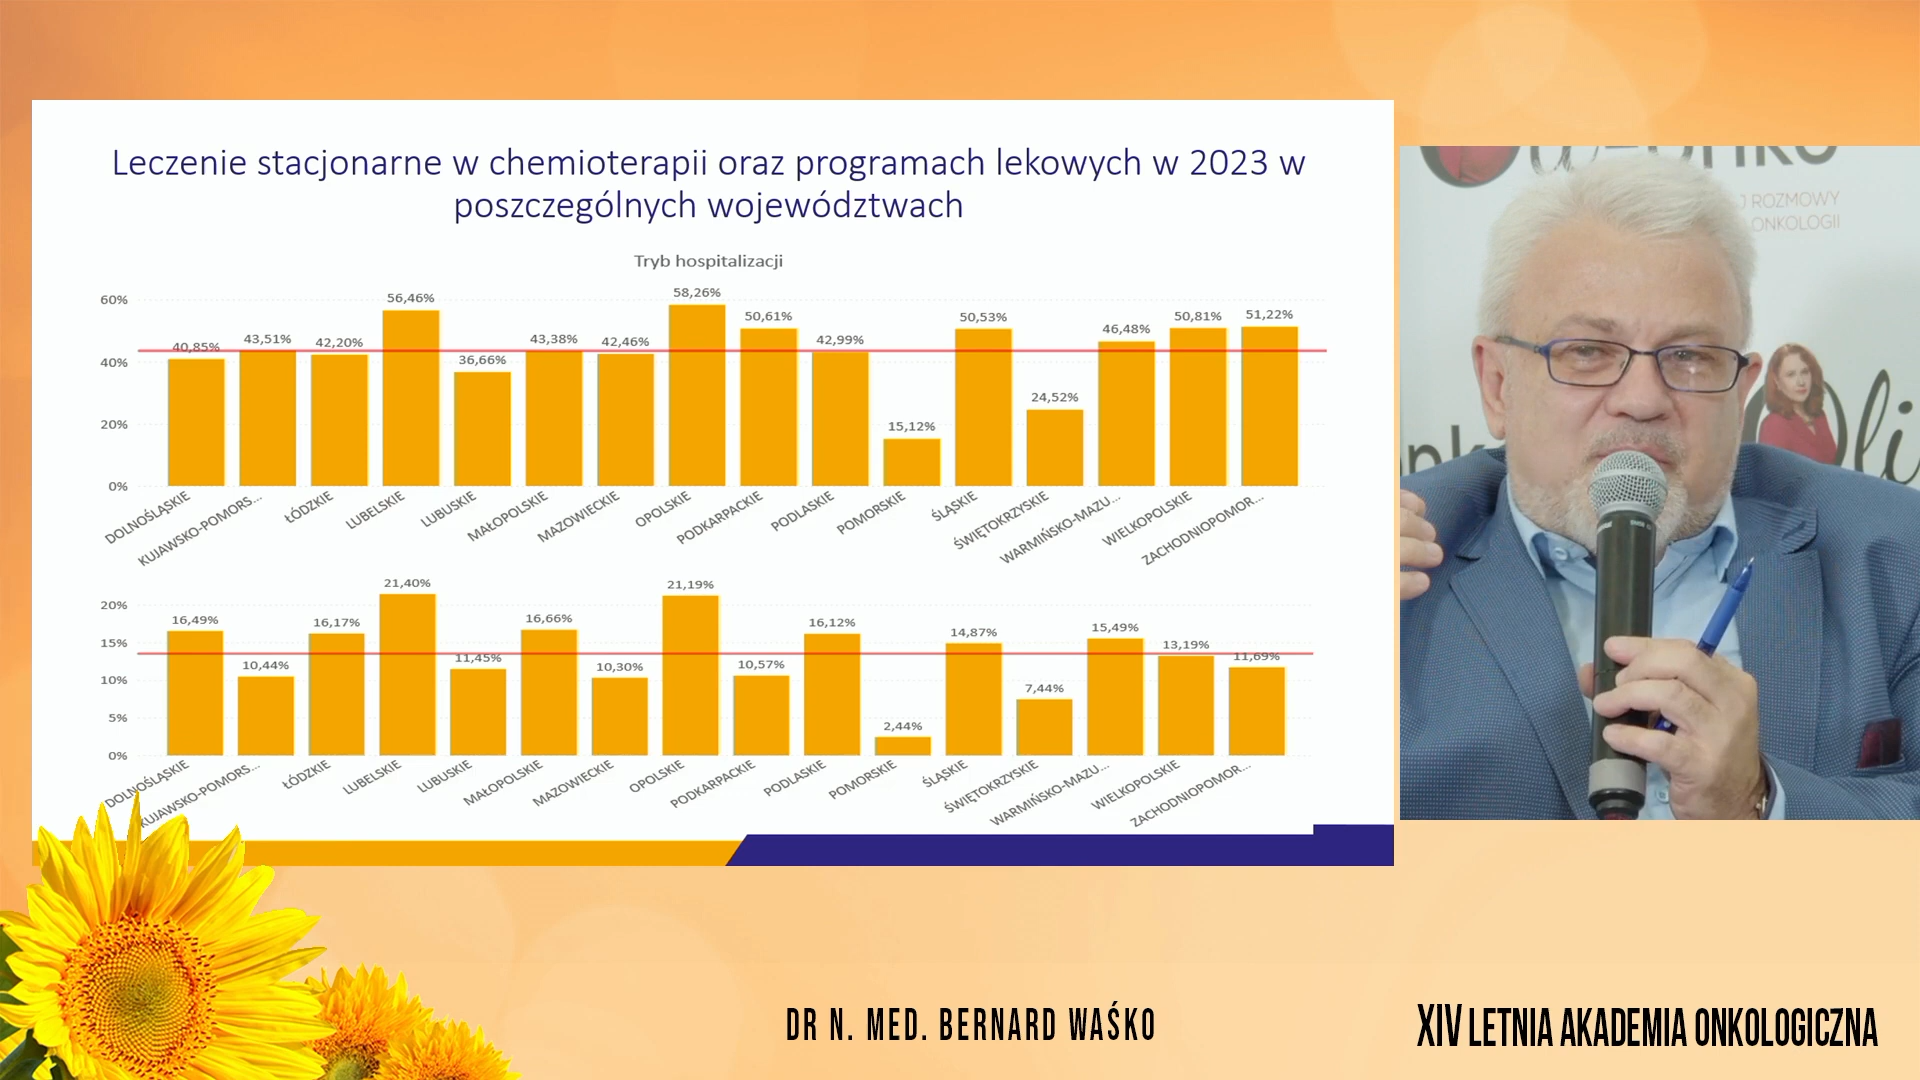 Leczenie stacjonarne w chemioterapii oraz programach lekowych w 2023 w
poszczególnych województwach
Tryb hospitalizacji
60%
40%
20%
0%
40,85%
43,51%
42,20%
56,46%
36,66%
43,38%
42,46%
58,26%
50,61%
42,99%
15,12%
50,53%
24,52%
46,48%
50,81%
51,22%
DOLNOŚLĄSKIE
KUJAWSKO-POMORS...
ŁÓDZKIE
LUBELSKIE
LUBUSKIE
MAŁOPOLSKIE
MAZOWIECKIE
OPOLSKIE
PODKARPACKIE
PODLASKIE
POMORSKIE
ŚLĄSKIE
ŚWIĘTOKRZYSKIE
WARMIŃSKO-MAZU...
WIELKOPOLSKIE
ZACHODNIOPOMOR...
20%
15%
10%
5%
0%
16,49%
10,44%
16,17%
21,40%
11,45%
16,66%
10,30%
21,19%
10,57%
16,12%
2,44%
14,87%
7,44%
15,49%
13,19%
11,69%
DOLNOŚLĄSKIE
KUJAWSKO-POMORS...
ŁÓDZKIE
LUBELSKIE
LUBUSKIE
MAŁOPOLSKIE
MAZOWIECKIE
OPOLSKIE
PODKARPACKIE
PODLASKIE
POMORSKIE
ŚLĄSKIE
ŚWIĘTOKRZYSKIE
WARMIŃSKO-MAZU...
WIELKOPOLSKIE
ZACHODNIOPOMOR...
ROZMOWY
ONKOLOGII
DR N. MED. BERNARD WAŚKO
XIV LETNIA AKADEMIA ONKOLOGICZNA